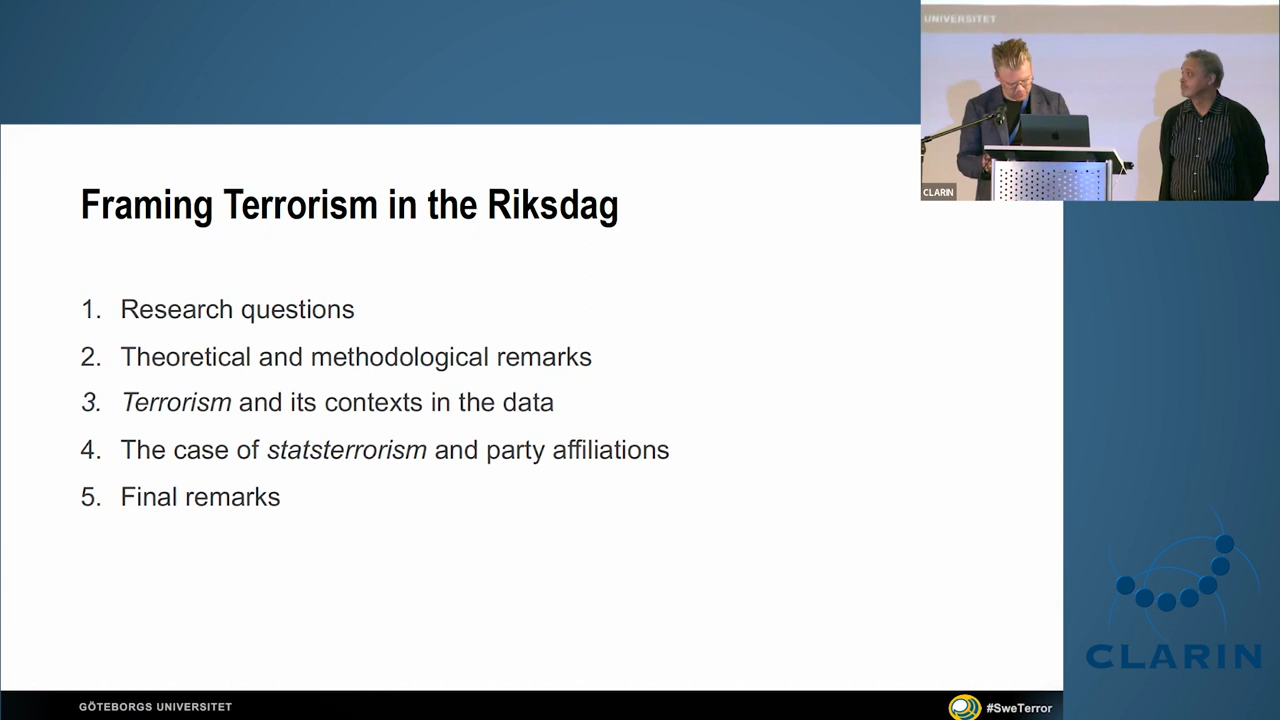 UNIVERSITET
CLARIN
Framing Terrorism in the Riksdag
1. Research questions
2. Theoretical and methodological remarks
3. Terrorism and its contexts in the data
4. The case of statsterrorism and party affiliations
5. Final remarks
CLARIN
GÖTEBORGS UNIVERSITET
#SweTerror